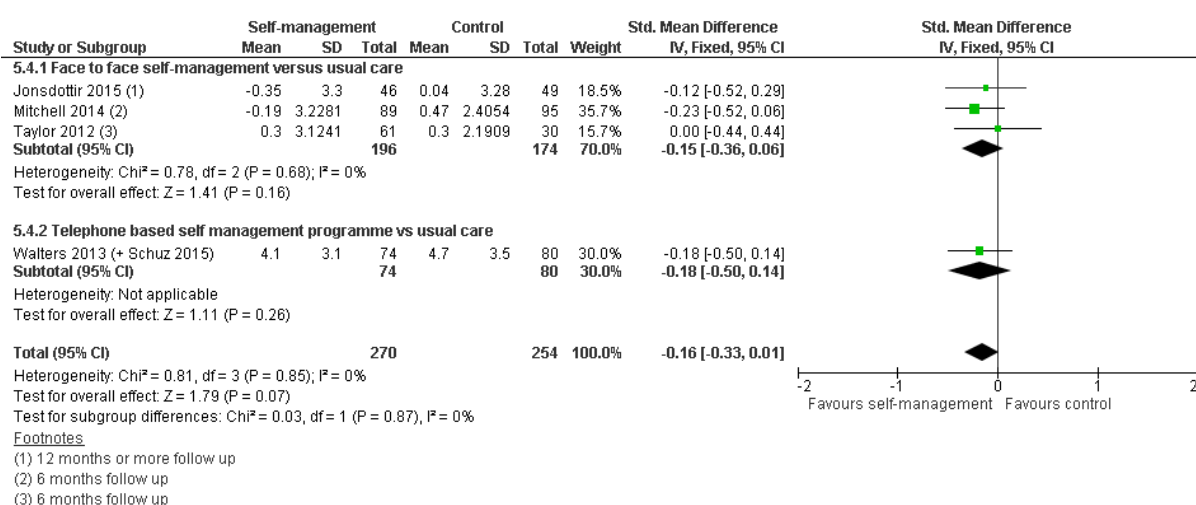 Self-management Control Std. Mean Difference Std. Mean Difference
Study or Subgroup Mean SD Total Mean SD Total Weight IV, Fixed, 95% CI IV, Fixed, 95% CI
5.4.1 Face to face self-management versus usual care
Jonsdottir 2015 (1) -0.35 3.3 46 0.04 3.28 49 18.5% -0.12 [-0.52, 0.29]
Mitchell 2014 (2) -0.19 3.2281 89 0.47 2.4054 95 35.7% -0.23 [-0.52, 0.06]
Taylor 2012 (3) 0.3 3.1241 61 0.3 2.1909 30 15.7% 0.00 [-0.44, 0.44]
Subtotal (95% CI) 196 174 70.0% -0.15 [-0.36, 0.06]
Heterogeneity: Chi² = 0.78, df = 2 (P = 0.68); I² = 0%
Test for overall effect: Z = 1.41 (P = 0.16)
5.4.2 Telephone based self management programme vs usual care
Walters 2013 (+ Schuz 2015) 4.1 3.1 74 4.7 3.5 80 30.0% -0.18 [-0.50, 0.14]
Subtotal (95% CI) 74 80 30.0% -0.18 [-0.50, 0.14]
Heterogeneity: Not applicable
Test for overall effect: Z = 1.11 (P = 0.26)
Total (95% CI) 270 254 100.0% -0.16 [-0.33, 0.01]
Heterogeneity: Chi² = 0.81, df = 3 (P = 0.85); I² = 0%
Test for overall effect: Z = 1.79 (P = 0.07)
Test for subgroup differences: Chi² = 0.03, df = 1 (P = 0.87), I² = 0%
-2 -1 0 1 2
Favours self-management Favours control
Footnotes
(1) 12 months or more follow up
(2) 6 months follow up
(3) 6 months follow up